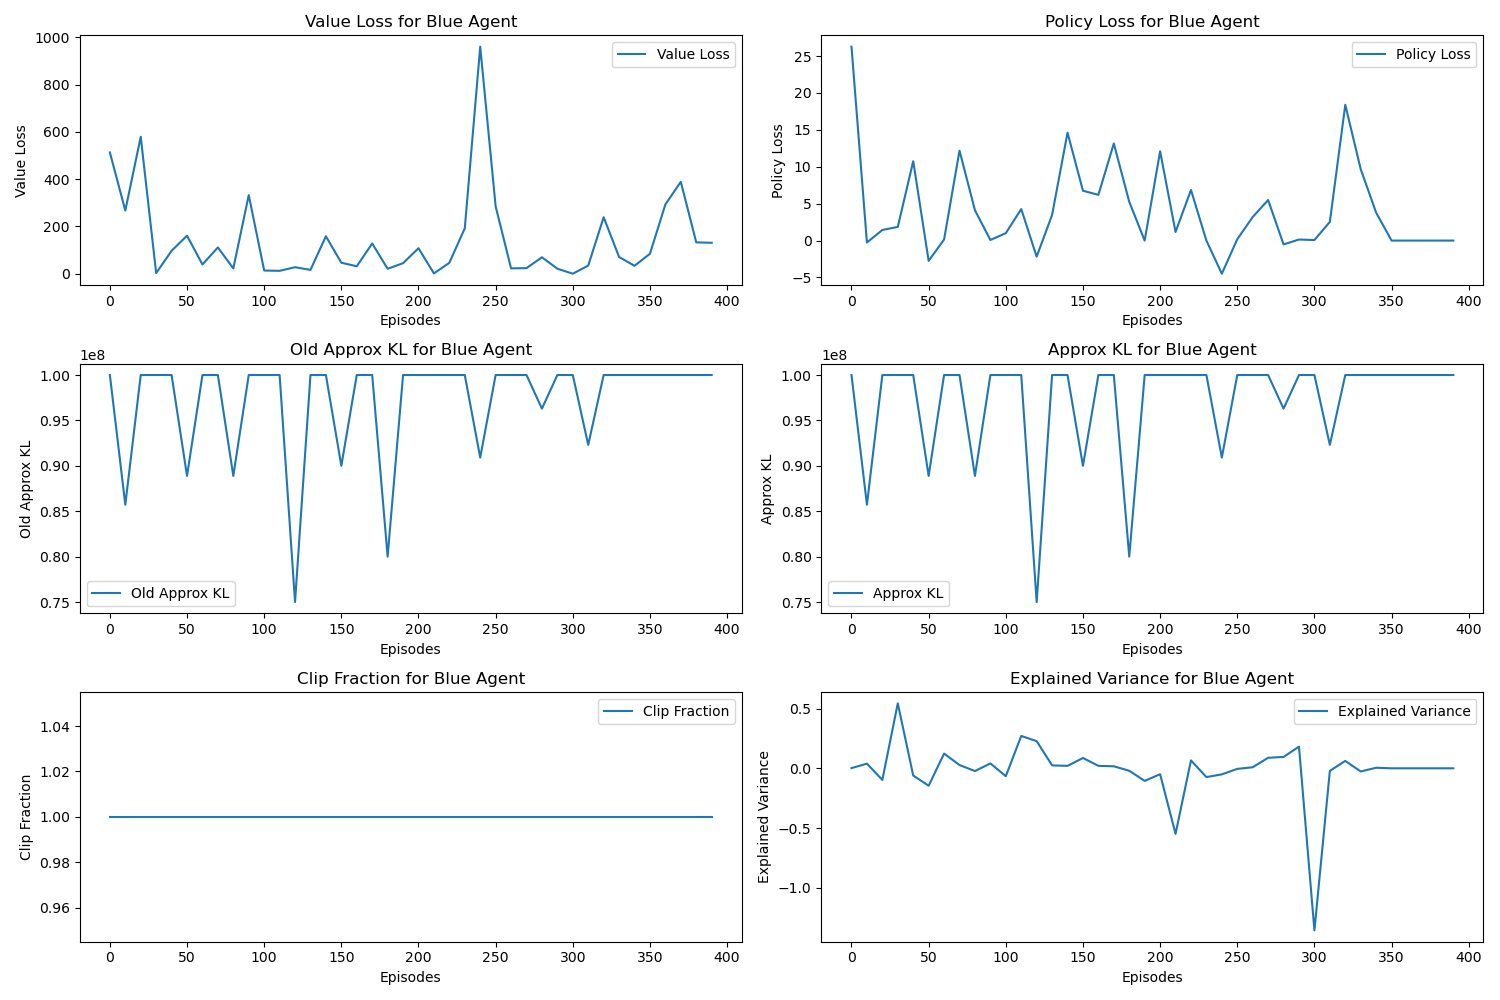 Value Loss for Blue Agent
Value Loss
1000
800
600
400
200
0
Value Loss
0 50 100 150 200 250 300 350 400
Episodes
Policy Loss for Blue Agent
Policy Loss
25
20
15
10
5
0
−5
Policy Loss
0 50 100 150 200 250 300 350 400
Episodes
Old Approx KL for Blue Agent
1e8
1.00
0.95
0.90
0.85
0.80
0.75
Old Approx KL
Old Approx KL
0 50 100 150 200 250 300 350 400
Episodes
Approx KL for Blue Agent
1e8
1.00
0.95
0.90
0.85
0.80
0.75
Approx KL
Approx KL
0 50 100 150 200 250 300 350 400
Episodes
Clip Fraction for Blue Agent
Clip Fraction
1.04
1.02
1.00
0.98
0.96
Clip Fraction
0 50 100 150 200 250 300 350 400
Episodes
Explained Variance for Blue Agent
Explained Variance
0.5
0.0
−0.5
−1.0
Explained Variance
0 50 100 150 200 250 300 350 400
Episodes